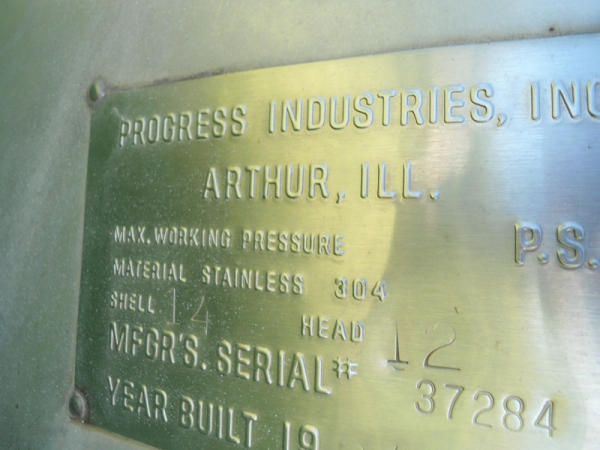 PROGRESS INDUSTRIES, INC
ARTHUR, ILL.
MAX. WORKING PRESSURE P.S.
MATERIAL STAINLESS 304
SHELL 14 HEAD 12
MFGR'S. SERIAL# 37284
YEAR BUILT 19